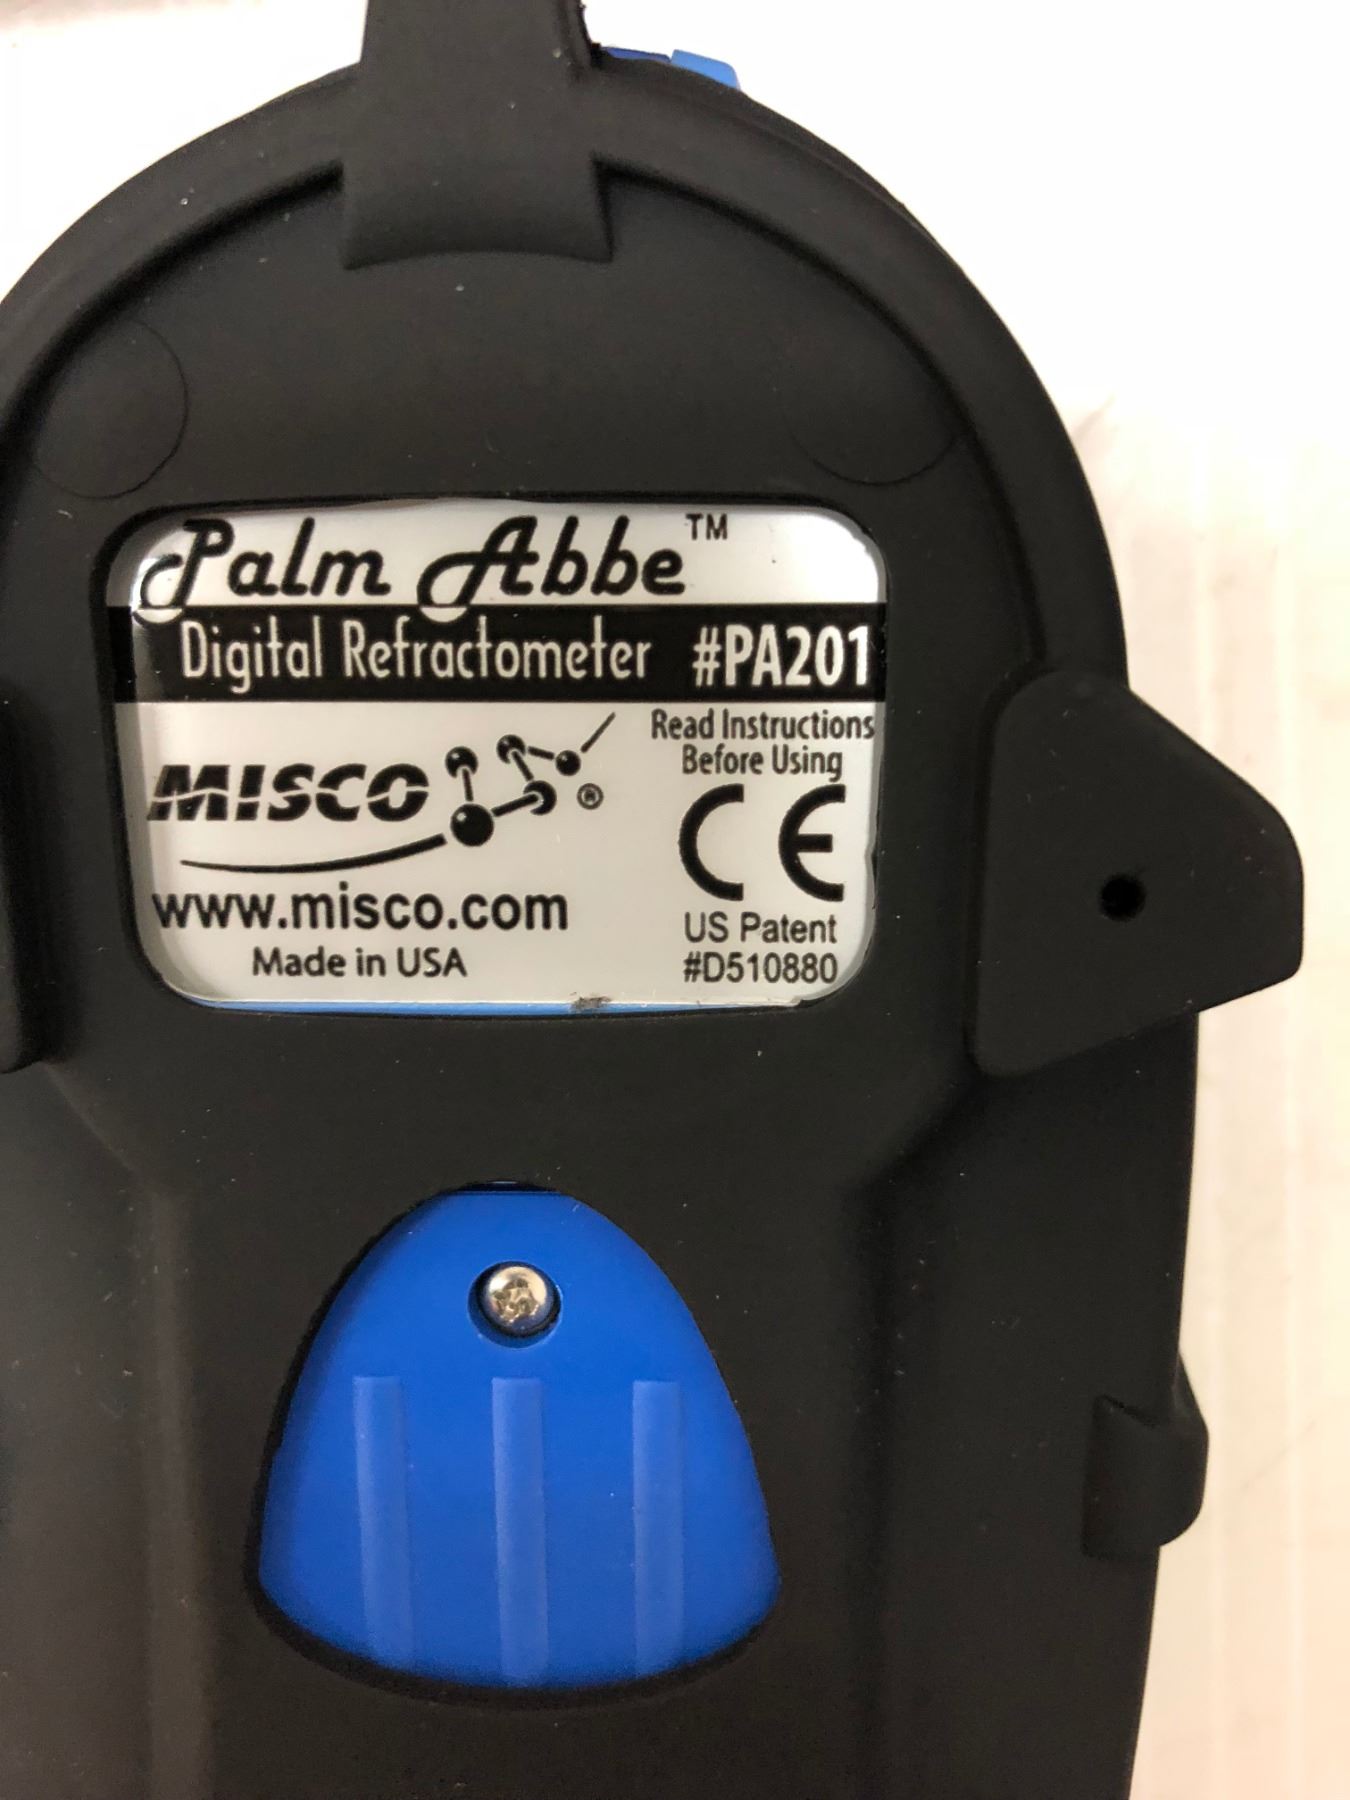 Palm Abbe™
Digital Refractometer #PA201
Read Instructions
Before Using
MISCO®
CE
www.misco.com
Made in USA
US Patent
#D510880